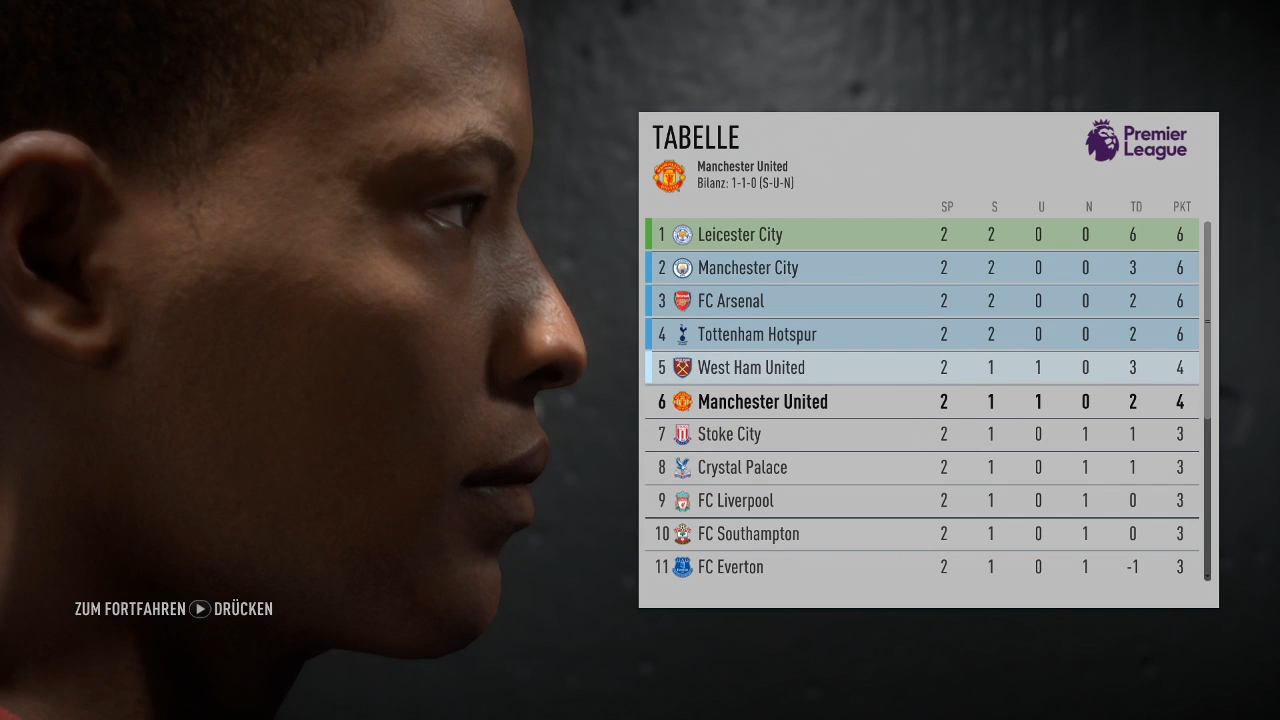 TABELLE
Premier League
Manchester United
Bilanz: 1-1-0 (S-U-N)
SP S U N TD PKT
1 Leicester City 2 2 0 0 6 6
2 Manchester City 2 2 0 0 3 6
3 FC Arsenal 2 2 0 0 2 6
4 Tottenham Hotspur 2 2 0 0 2 6
5 West Ham United 2 1 1 0 3 4
6 Manchester United 2 1 1 0 2 4
7 Stoke City 2 1 0 1 1 3
8 Crystal Palace 2 1 0 1 1 3
9 FC Liverpool 2 1 0 1 0 3
10 FC Southampton 2 1 0 1 0 3
11 FC Everton 2 1 0 1 -1 3
ZUM FORTFAHREN DRÜCKEN